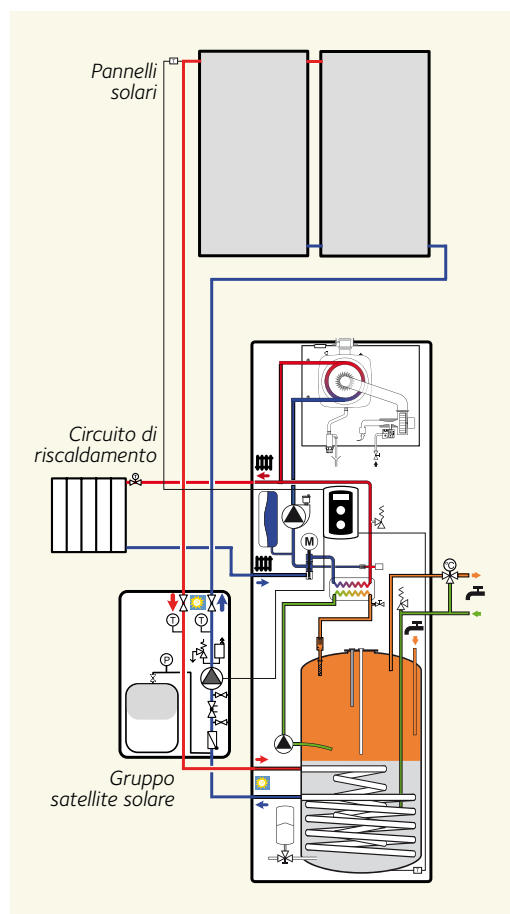 T
Pannelli
solari
Circuito di
riscaldamento
T
M
°C
T
T
P
Gruppo
satellite solare
T